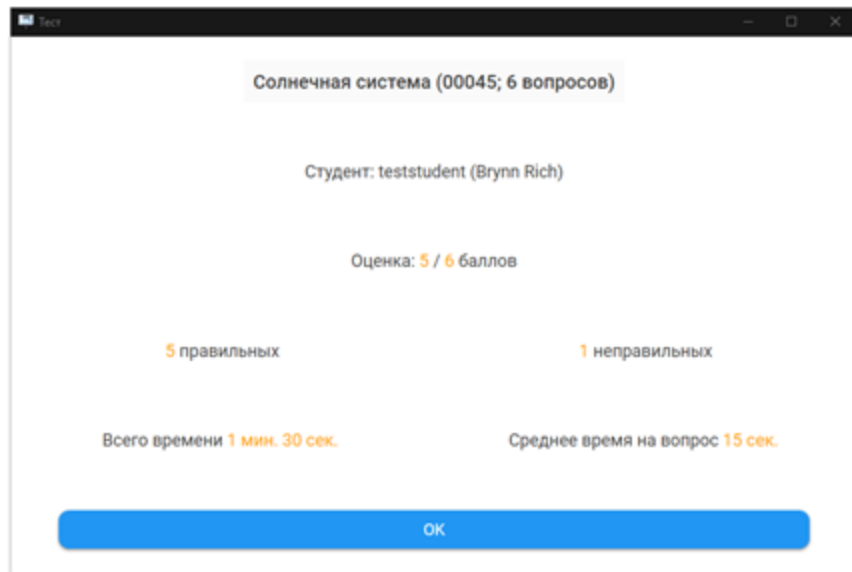 Тест
Солнечная система (00045; 6 вопросов)
Студент: teststudent (Brynn Rich)
Оценка: 5 / 6 баллов
5 правильных
1 неправильных
Всего времени 1 мин. 30 сек.
Среднее время на вопрос 15 сек.
OK